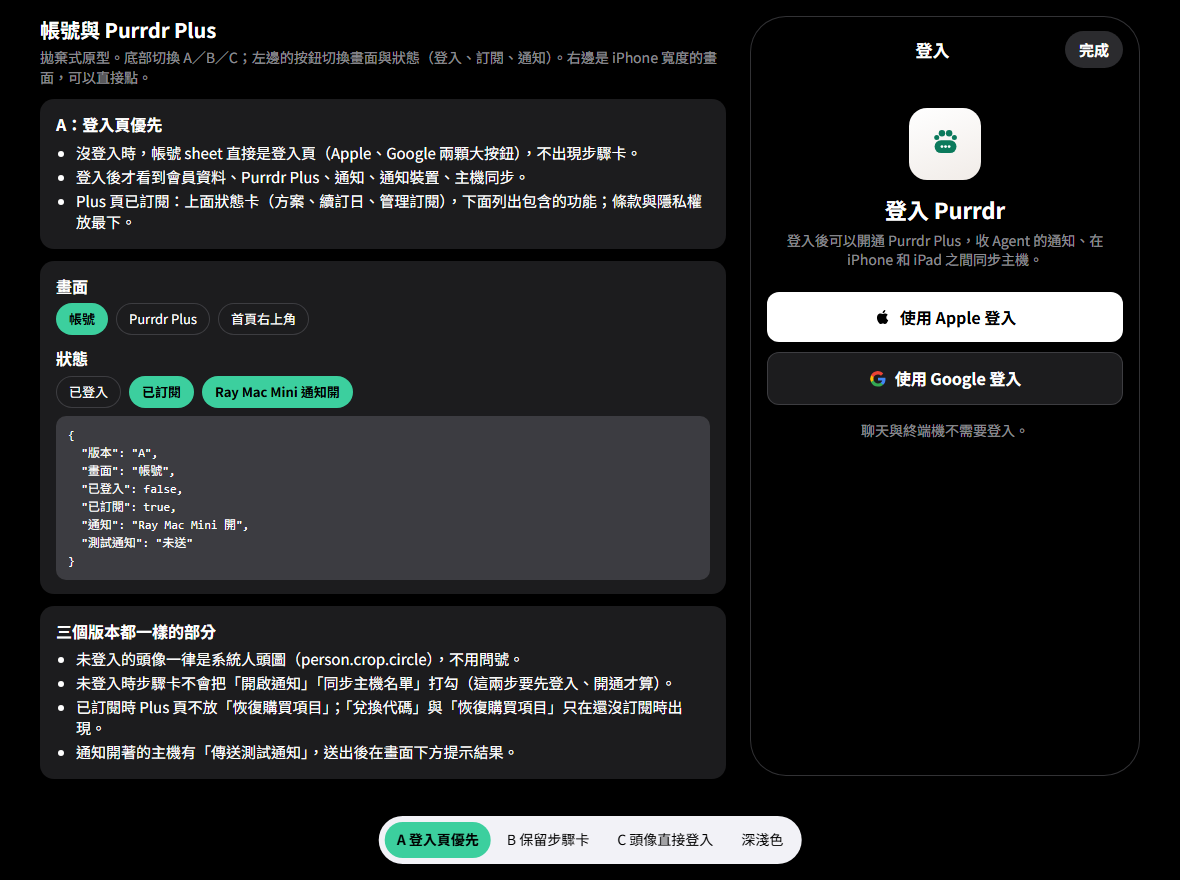 帳號與 Purrdr Plus
拋棄式原型。底部切換 A／B／C；左邊的按鈕切換畫面與狀態（登入、訂閱、通知）。右邊是 iPhone 寬度的畫
面，可以直接點。
A：登入頁優先
沒登入時，帳號 sheet 直接是登入頁（Apple、Google 兩顆大按鈕），不出現步驟卡。
登入後才看到會員資料、Purrdr Plus、通知、通知裝置、主機同步。
Plus 頁已訂閱：上面狀態卡（方案、續訂日、管理訂閱），下面列出包含的功能；條款與隱私權
放最下。
畫面
帳號
Purrdr Plus
首頁右上角
狀態
已登入
已訂閱
Ray Mac Mini 通知開
{
"版本": "A",
"畫面": "帳號",
"已登入": false,
"已訂閱": true,
"通知": "Ray Mac Mini 開",
"測試通知": "未送"
}
三個版本都一樣的部分
未登入的頭像一律是系統人頭圖（person.crop.circle），不用問號。
未登入時步驟卡不會把「開啟通知」「同步主機名單」打勾（這兩步要先登入、開通才算）。
已訂閱時 Plus 頁不放「恢復購買項目」；「兌換代碼」與「恢復購買項目」只在還沒訂閱時出
現。
通知開著的主機有「傳送測試通知」，送出後在畫面下方提示結果。
登入
完成
登入 Purrdr
登入後可以開通 Purrdr Plus，收 Agent 的通知、在
iPhone 和 iPad 之間同步主機。
使用 Apple 登入
使用 Google 登入
聊天與終端機不需要登入。
A 登入頁優先
B 保留步驟卡
C 頭像直接登入
深淺色